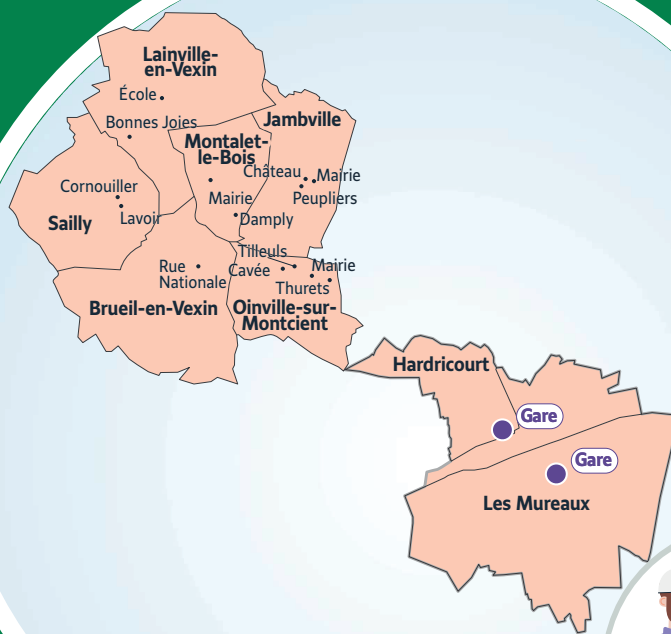 Lainville-
en-Vexin
École
Bonnes Joies
Jambville
Montalet-
le-Bois
Château
Mairie
Cornouiller
Mairie
Peupliers
Lavoir
Sailly
Damply
Tilleuls
Rue
Nationale
Cavée
Mairie
Thurets
Brueil-en-Vexin
Oinville-sur-
Montcient
Hardricourt
Gare
Gare
Les Mureaux